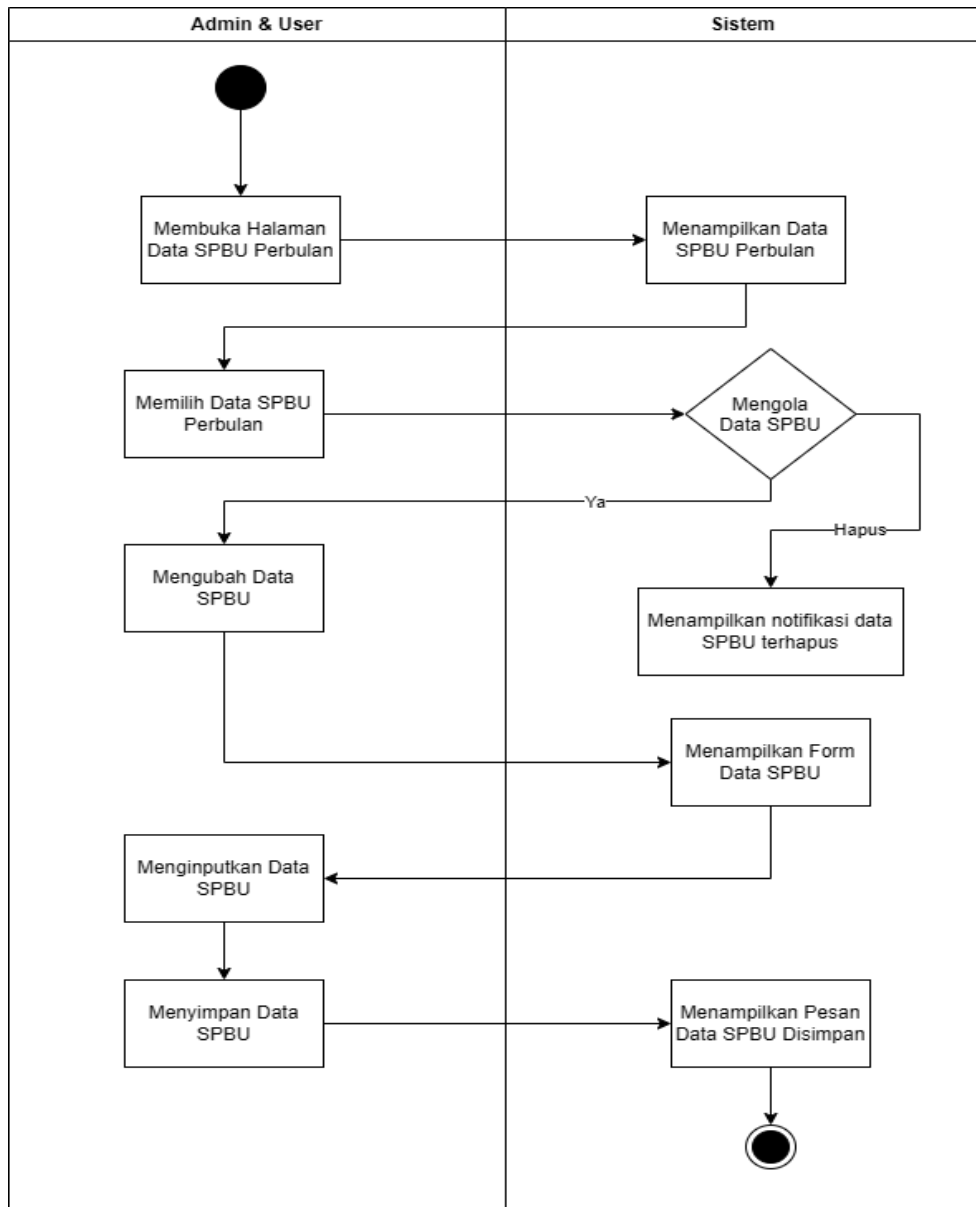 Admin & User
Sistem
Membuka Halaman
Data SPBU Perbulan
Menampilkan Data
SPBU Perbulan
Memilih Data SPBU
Perbulan
Mengola
Data SPBU
Ya
Hapus
Mengubah Data
SPBU
Menampilkan notifikasi data
SPBU terhapus
Menampilkan Form
Data SPBU
Menginputkan Data
SPBU
Menyimpan Data
SPBU
Menampilkan Pesan
Data SPBU Disimpan